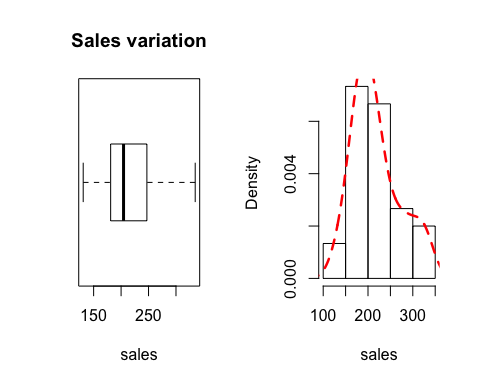 Sales variation
150 250
sales
Density
0.000 0.004
100 200 300
sales